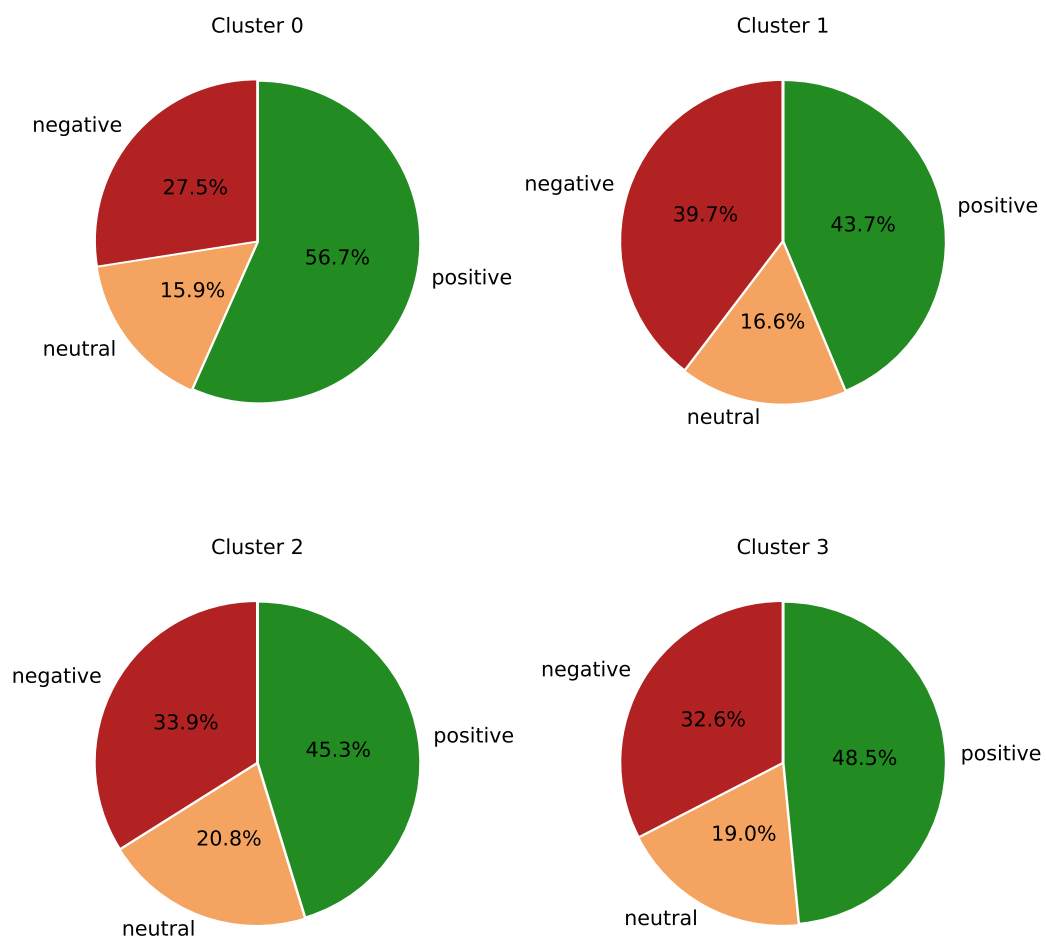 Cluster 0
negative
27.5%
56.7%
positive
15.9%
neutral
Cluster 1
negative
39.7%
43.7%
positive
16.6%
neutral
Cluster 2
negative
33.9%
45.3%
positive
20.8%
neutral
Cluster 3
negative
32.6%
48.5%
positive
19.0%
neutral